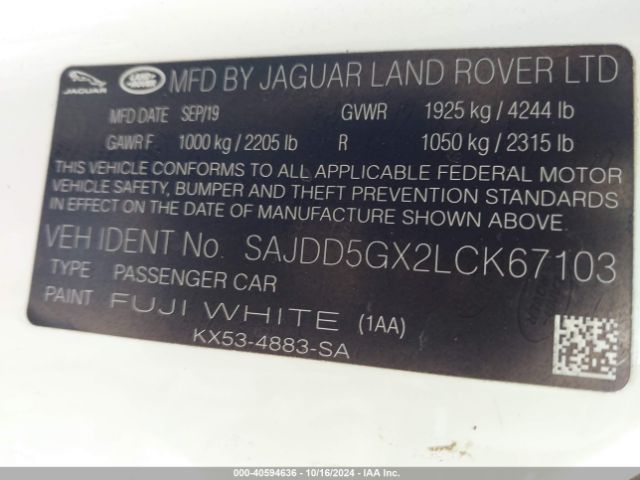 JAGUAR LAND ROVER MFD BY JAGUAR LAND ROVER LTD
MFD DATE SEP/19 GVWR 1925 kg / 4244 lb
GAWR F 1000 kg / 2205 lb R 1050 kg / 2315 lb
THIS VEHICLE CONFORMS TO ALL APPLICABLE FEDERAL MOTOR
VEHICLE SAFETY, BUMPER AND THEFT PREVENTION STANDARDS
IN EFFECT ON THE DATE OF MANUFACTURE SHOWN ABOVE.
VEH IDENT No. SAJDD5GX2LCK67103
TYPE PASSENGER CAR
PAINT FUJI WHITE (1AA)
KX53-4883-SA
000-40594636 - 10/16/2024 - IAA